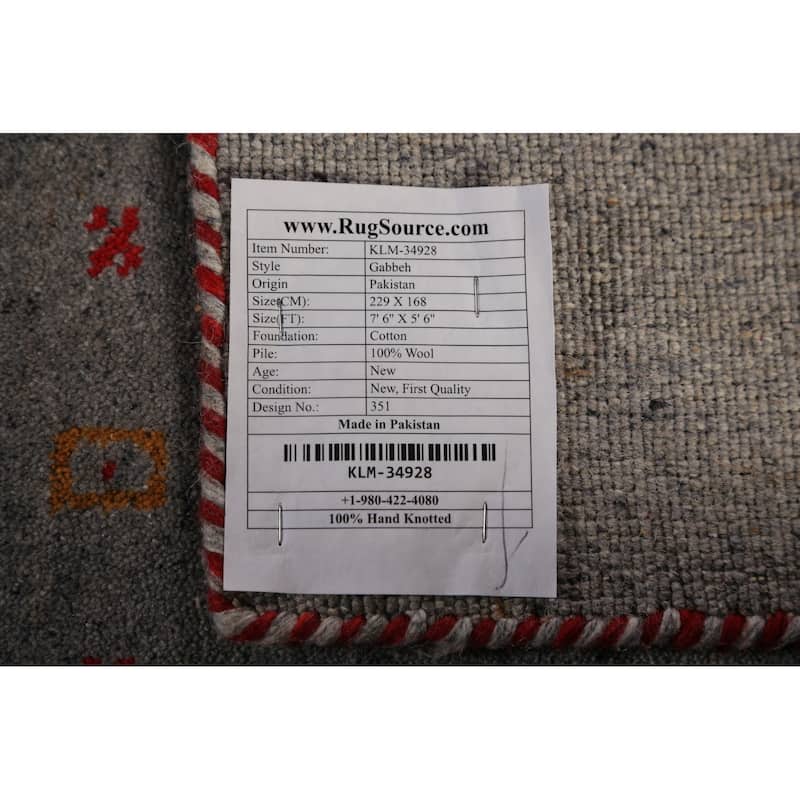 www.RugSource.com
Item Number: KLM-34928
Style Gabbeh
Origin Pakistan
Size(CM): 229 X 168
Size(FT): 7' 6" X 5' 6"
Foundation: Cotton
Pile: 100% Wool
Age: New
Condition: New, First Quality
Design No.: 351
Made in Pakistan
KLM-34928
+1-980-422-4080
100% Hand Knotted